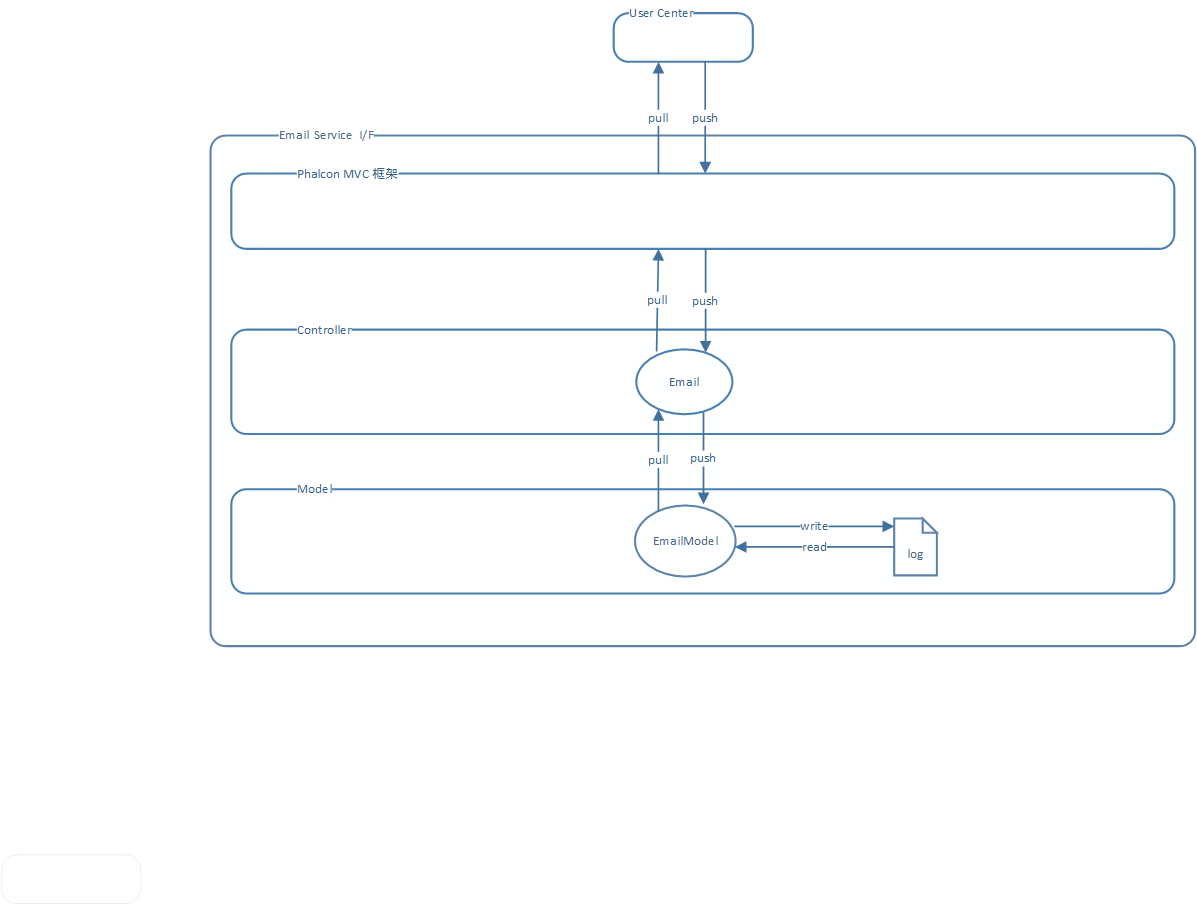 User Center
pull
push
Email Service I/F
Phalcon MVC 框架
pull
push
Controller
Email
pull
push
Model
EmailModel
write
read
log